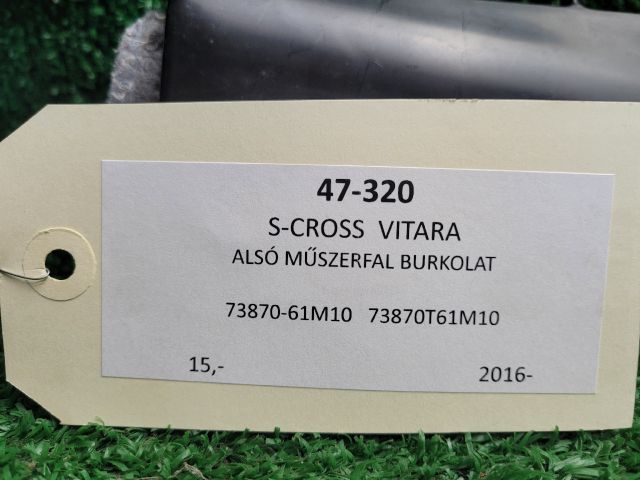 47-320
S-CROSS VITARA
ALSÓ MŰSZERFAL BURKOLAT
73870-61M10 73870T61M10
15,- 2016-